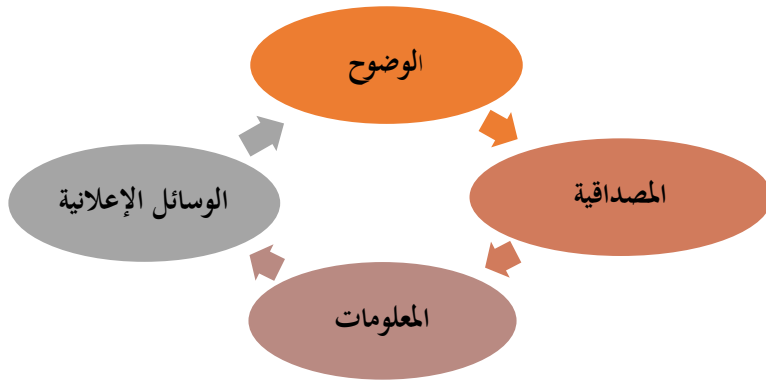 الوضوح
المصداقية
المعلومات
الوسائل الإعلانية